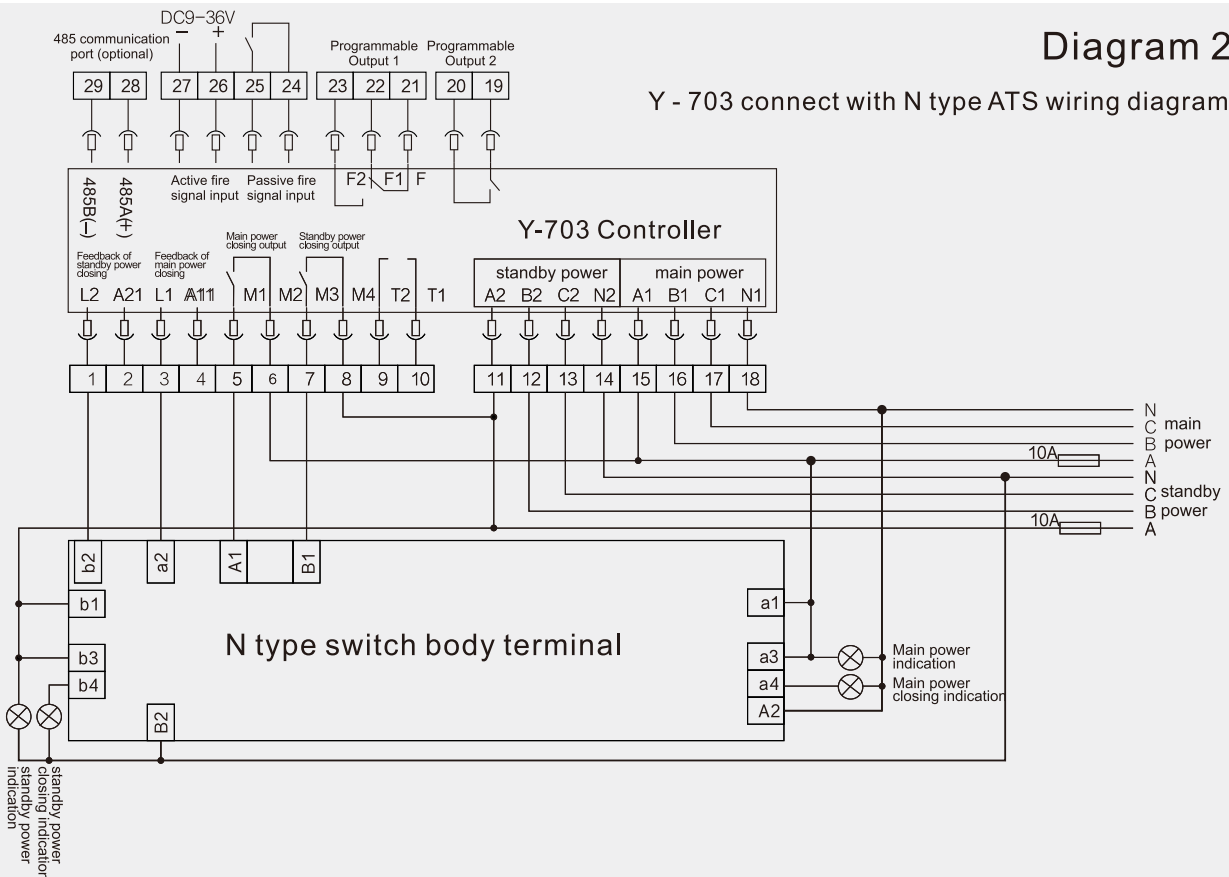 Diagram 2
Y - 703 connect with N type ATS wiring diagram
DC9-36V
− +
485 communication
port (optional)
Programmable
Output 1
Programmable
Output 2
29 28 27 26 25 24 23 22 21 20 19
485B(−)
485A(+)
Active fire
signal input
Passive fire
signal input
F2 F1 F
Y-703 Controller
Main power
closing output
Standby power
closing output
Feedback of
standby power
closing
Feedback of
main power
closing
standby power
main power
L2 A21 L1 A11 M1 M2 M3 M4 T2 T1 A2 B2 C2 N2 A1 B1 C1 N1
1 2 3 4 5 6 7 8 9 10 11 12 13 14 15 16 17 18
N
C main
B power
10A A
N
C standby
B power
10A A
b2 a2 A1 B1
b1
a1
N type switch body terminal
b3
b4
B2
a3
a4
A2
Main power
indication
Main power
closing indication
standby power
closing indication
standby power
indication